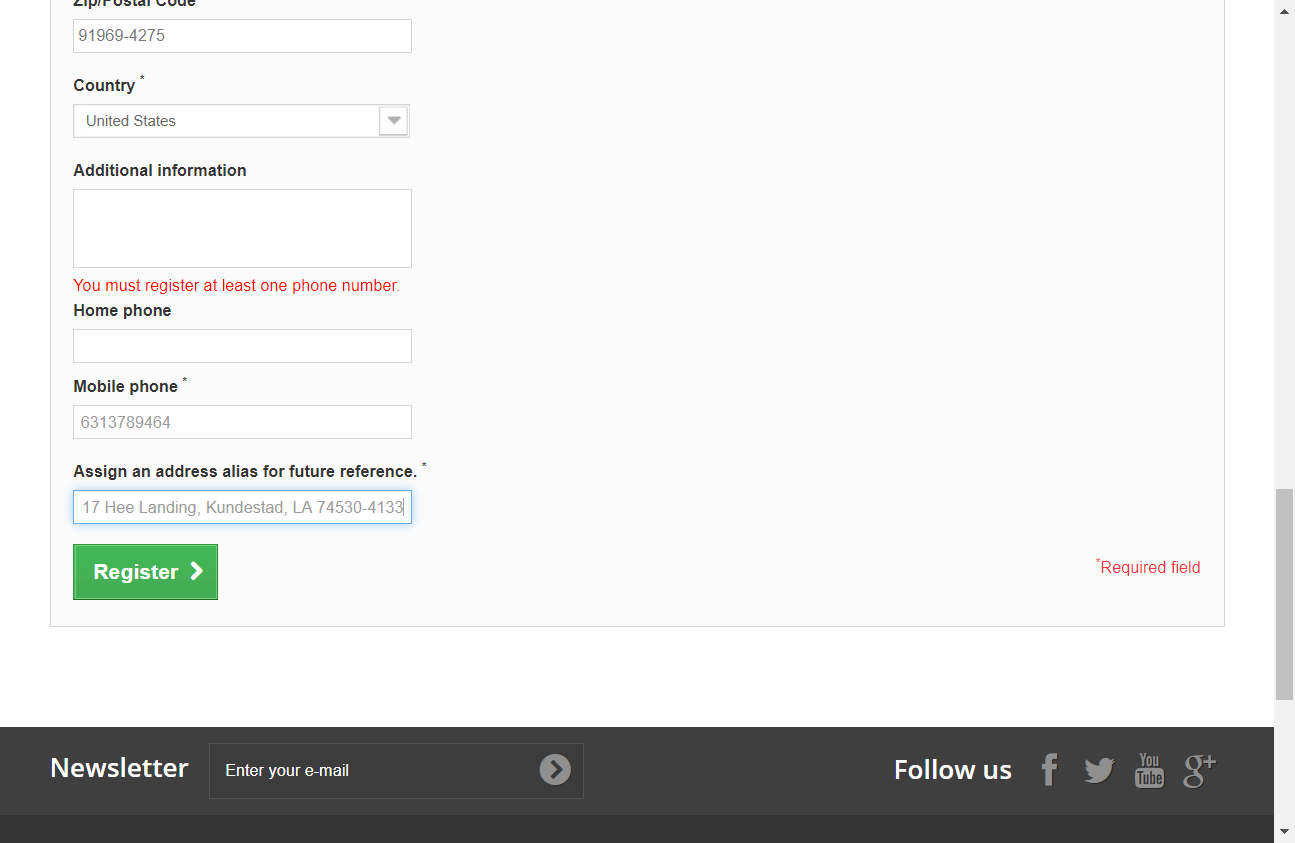 Zip/Postal Code
91969-4275
Country *
United States
Additional information
You must register at least one phone number.
Home phone
Mobile phone *
6313789464
Assign an address alias for future reference. *
17 Hee Landing, Kundestad, LA 74530-4133
Register
*Required field
Newsletter
Enter your e-mail
Follow us
You
Tube
g+